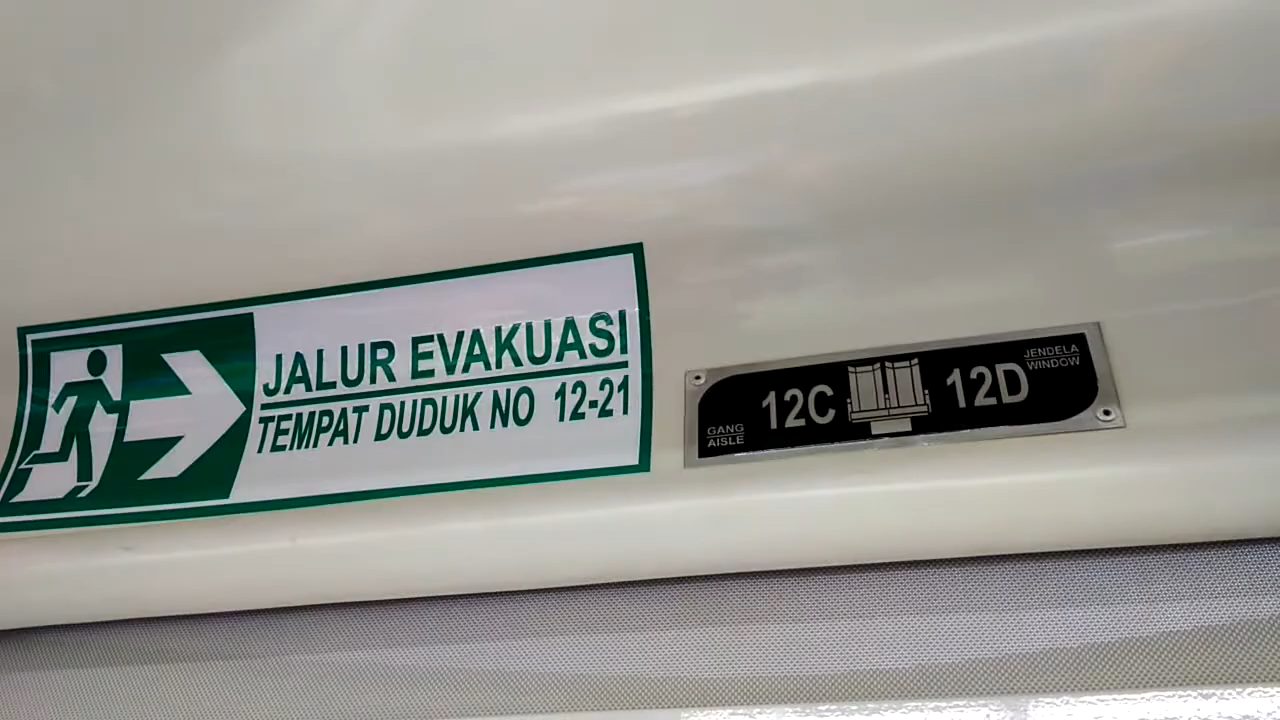 JALUR EVAKUASI
TEMPAT DUDUK NO 12-21
GANG
AISLE
12C
12D
JENDELA
WINDOW